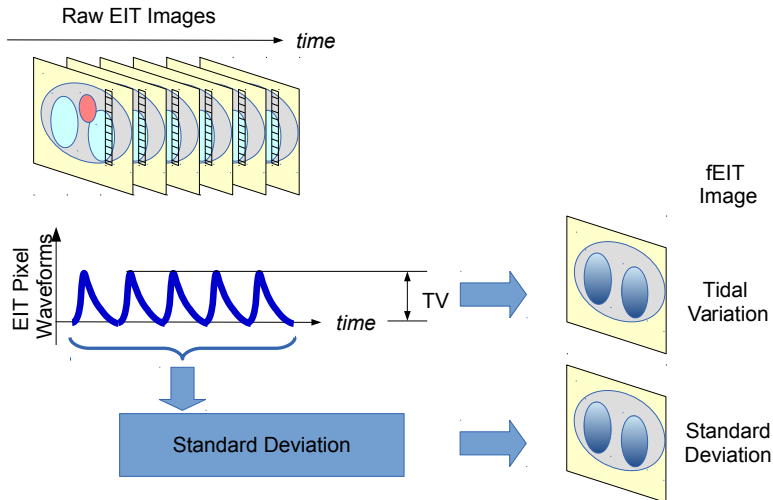 Raw EIT Images
time
fEIT
Image
EIT Pixel
Waveforms
TV
time
Tidal
Variation
Standard Deviation
Standard
Deviation